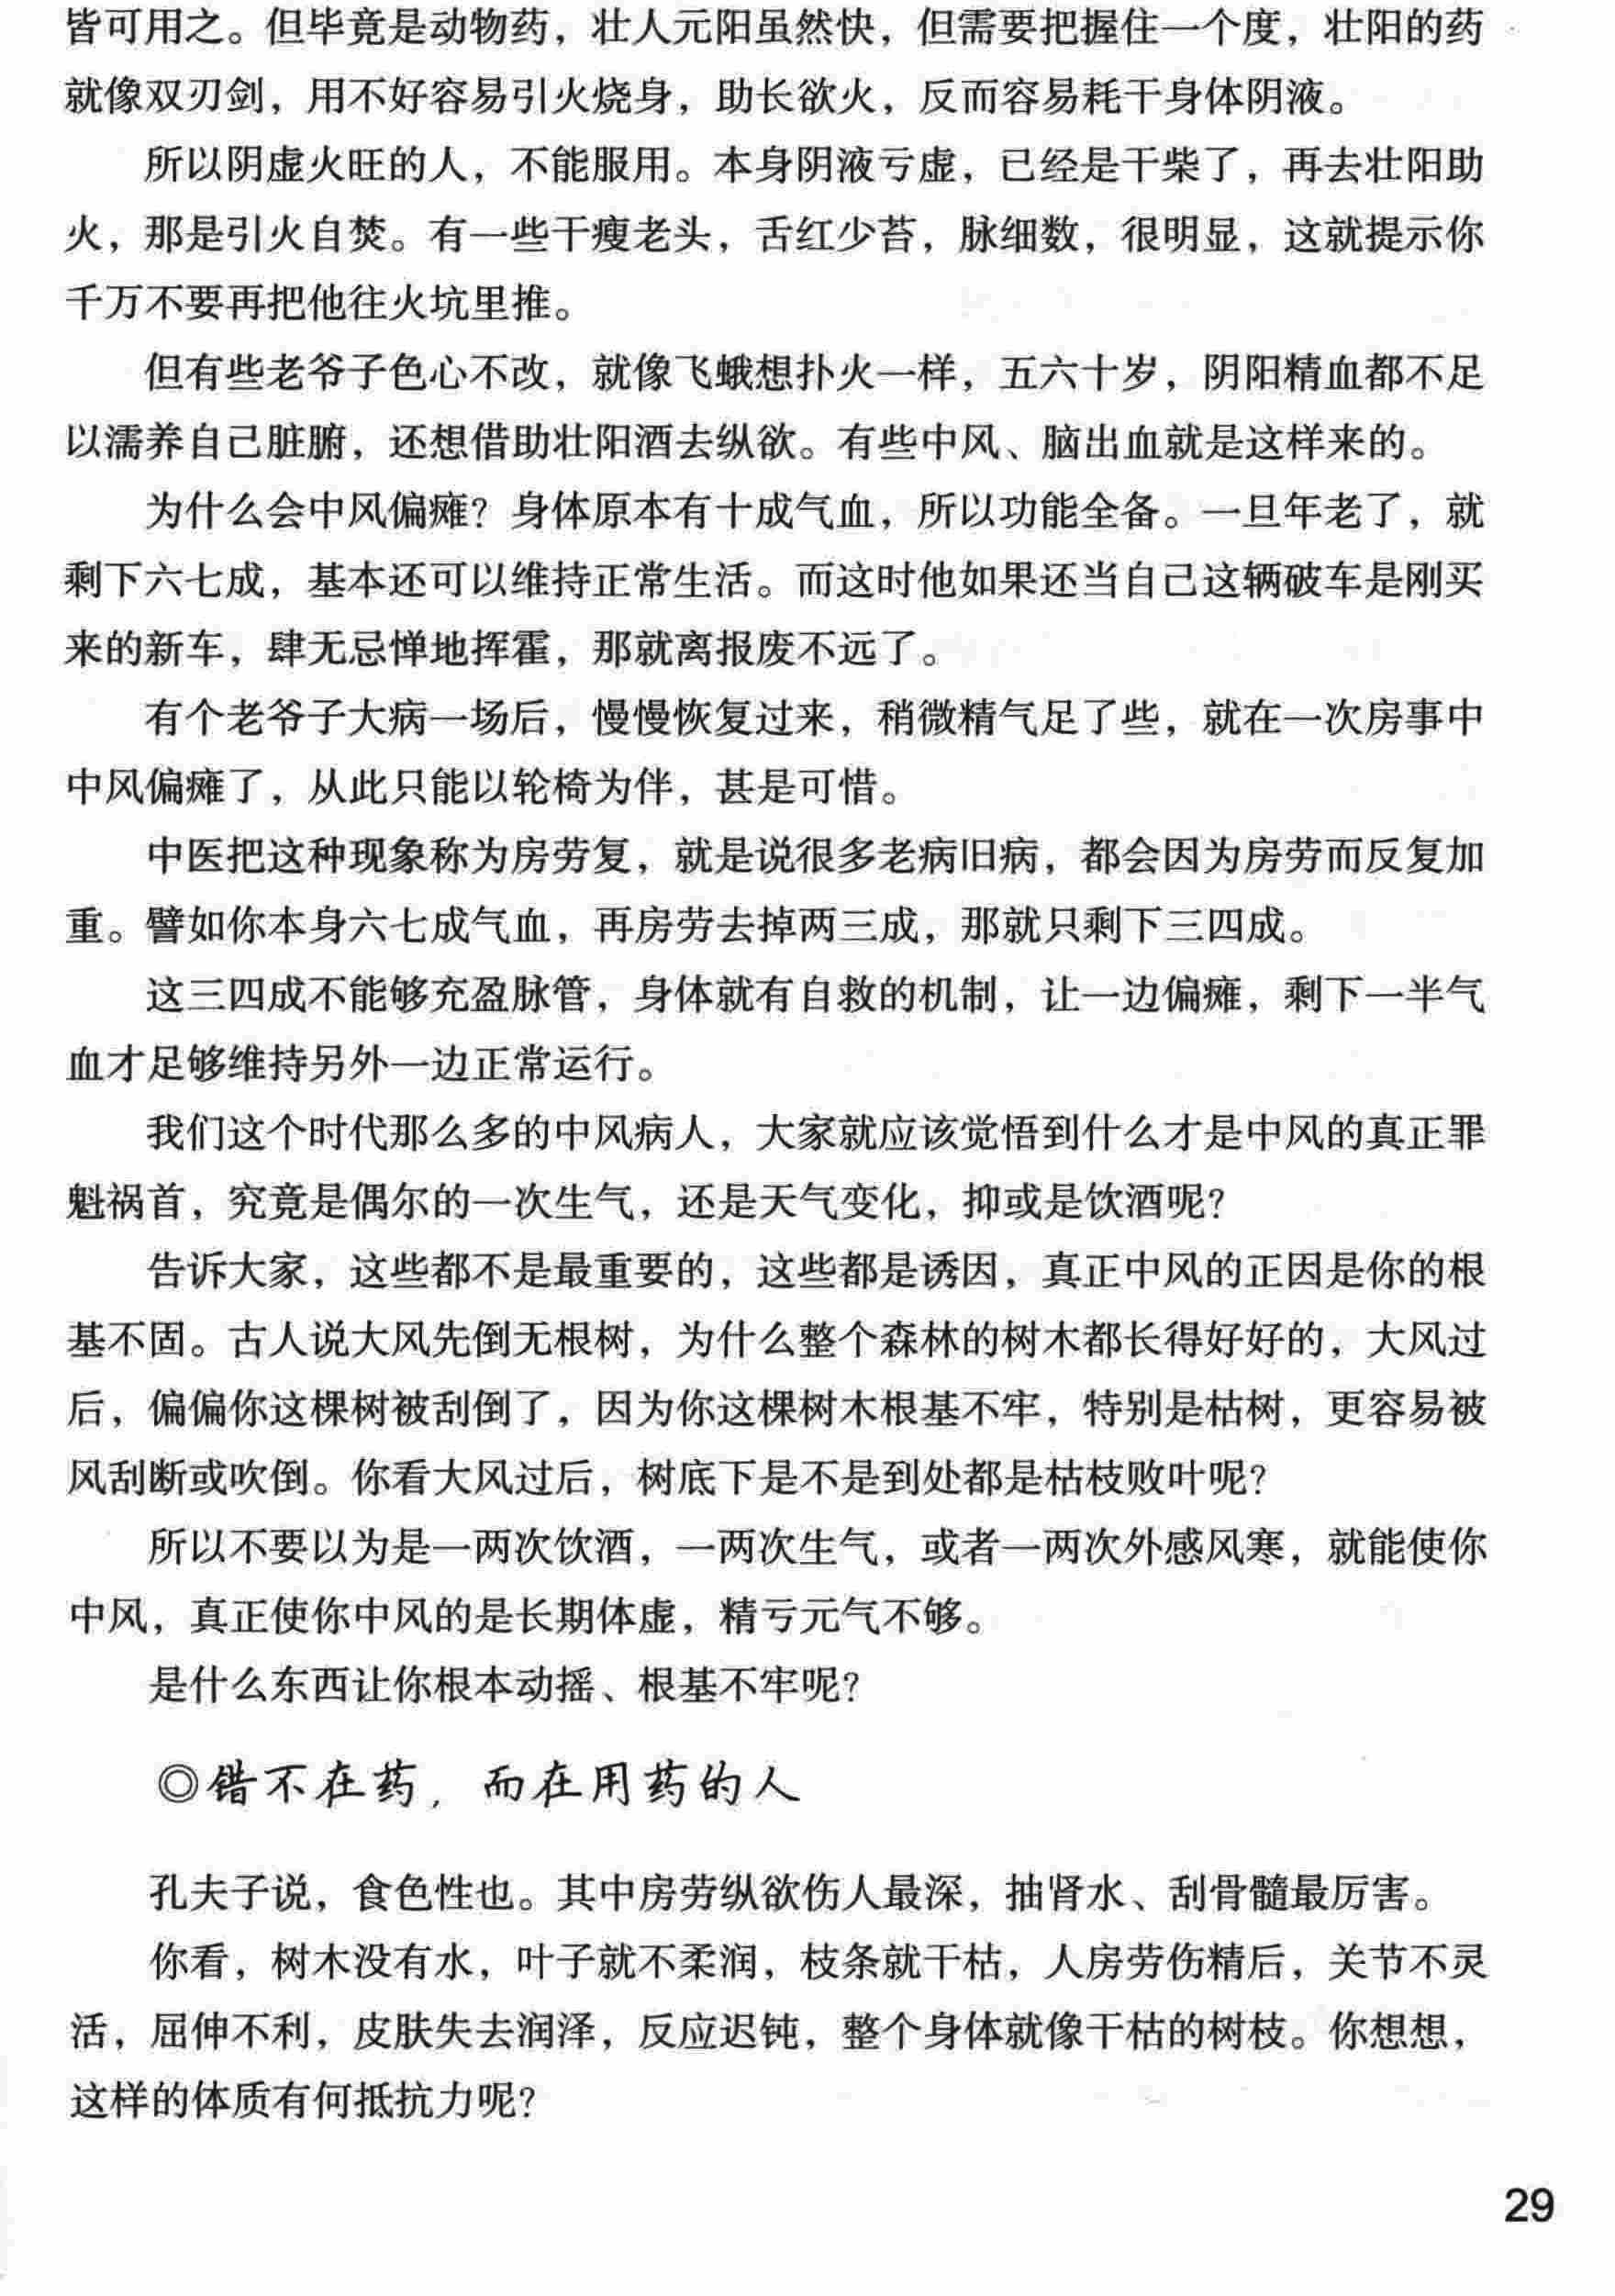 皆可用之。但毕竟是动物药，壮人元阳虽然快，但需要把握住一个度，壮阳的药
就像双刃剑，用不好容易引火烧身，助长欲火，反而容易耗干身体阴液。
所以阴虚火旺的人，不能服用。本身阴液亏虚，已经是干柴了，再去壮阳助
火，那是引火自焚。有一些干瘦老头，舌红少苔，脉细数，很明显，这就提示你
千万不要再把他往火坑里推。
但有些老爷子色心不改，就像飞蛾想扑火一样，五六十岁，阴阳精血都不足
以濡养自己脏腑，还想借助壮阳酒去纵欲。有些中风、脑出血就是这样来的。
为什么会中风偏瘫？身体原本有十成气血，所以功能全备。一旦年老了，就
剩下六七成，基本还可以维持正常生活。而这时他如果还当自己这辆破车是刚买
来的新车，肆无忌惮地挥霍，那就离报废不远了。
有个老爷子大病一场后，慢慢恢复过来，稍微精气足了些，就在一次房事中
中风偏瘫了，从此只能以轮椅为伴，甚是可惜。
中医把这种现象称为房劳复，就是说很多老病旧病，都会因为房劳而反复加
重。譬如你本身六七成气血，再房劳去掉两三成，那就只剩下三四成。
这三四成不能够充盈脉管，身体就有自救的机制，让一边偏瘫，剩下一半气
血才足够维持另外一边正常运行。
我们这个时代那么多的中风病人，大家就应该觉悟到什么才是中风的真正罪
魁祸首，究竟是偶尔的一次生气，还是天气变化，抑或是饮酒呢？
告诉大家，这些都不是最重要的，这些都是诱因，真正中风的正因是你的根
基不固。古人说大风先倒无根树，为什么整个森林的树木都长得好好的，大风过
后，偏偏你这棵树被刮倒了，因为你这棵树木根基不牢，特别是枯树，更容易被
风刮断或吹倒。你看大风过后，树底下是不是到处都是枯枝败叶呢？
所以不要以为是一两次饮酒，一两次生气，或者一两次外感风寒，就能使你
中风，真正使你中风的是长期体虚，精亏元气不够。
是什么东西让你根本动摇、根基不牢呢？
◎错不在药，而在用药的人
孔夫子说，食色性也。其中房劳纵欲伤人最深，抽肾水、刮骨髓最厉害。
你看，树木没有水，叶子就不柔润，枝条就干枯，人房劳伤精后，关节不灵
活，屈伸不利，皮肤失去润泽，反应迟钝，整个身体就像干枯的树枝。你想想，
这样的体质有何抵抗力呢？
29